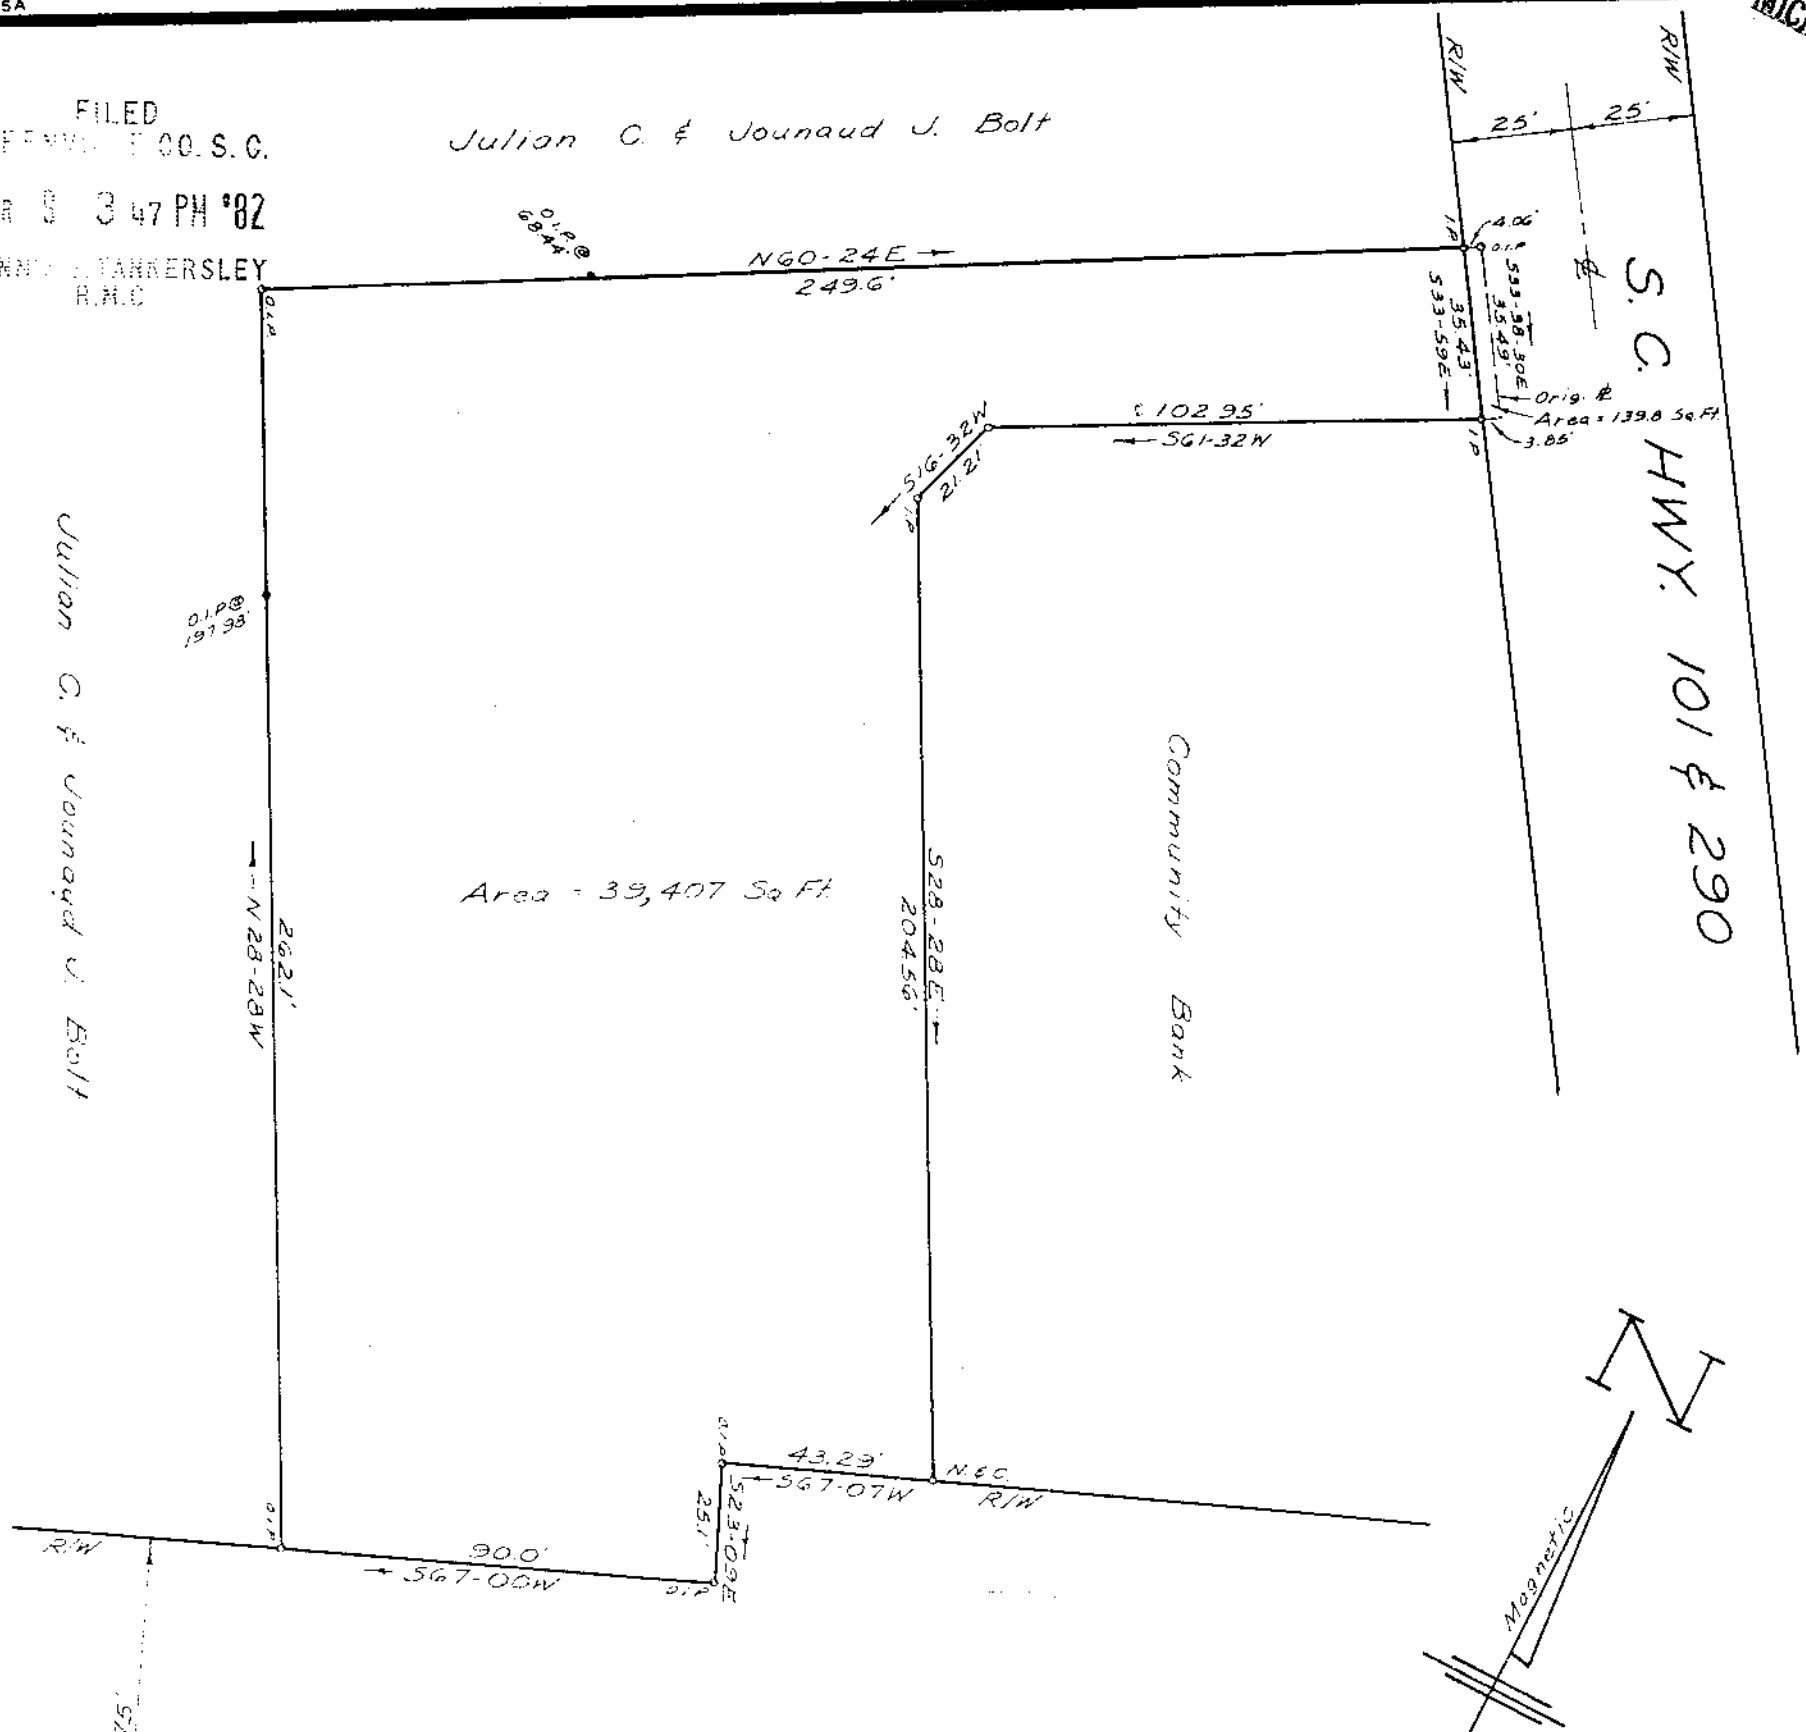 5A
FILED
CO. S. C.
3 47 PM '82
TANKERSLEY
R.M.C
Julian C. & Jounaud J. Bolt
R/W
R/W
25'
25'
O.I.P. @
68.44'
N60-24E
249.6'
I.P.
4.06'
O.I.P.
S33-38-30E
35.49'
35.43'
S33-59E
Orig. ⅊
Area = 139.8 Sq.Ft.
3.85'
I.P
℄
S. C. HWY. 101 & 290
O.I.P.
102.95'
S61-32W
S16-32W
21.21'
I.P.
O.I.P@
197.98'
Julian C. & Jounaud J. Bolt
262.1'
N28-28W
Area = 39,407 Sq Ft.
S28-28E
204.56'
Community Bank
O.I.P.
43.29'
S67-07W
N.&C.
R/W
S23-09E
25.1'
O.I.P.
R/W
O.I.P.
90.0'
S67-00W
N
Magnetic